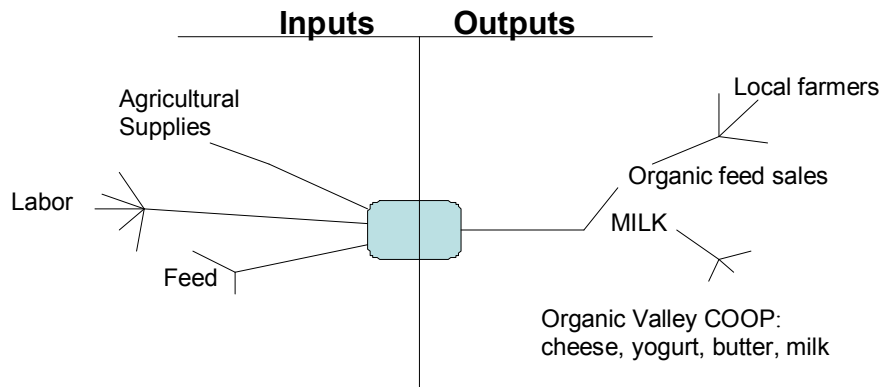 Inputs
Outputs
Agricultural
Supplies
Local farmers
Labor
Organic feed sales
MILK
Feed
Organic Valley COOP:
cheese, yogurt, butter, milk